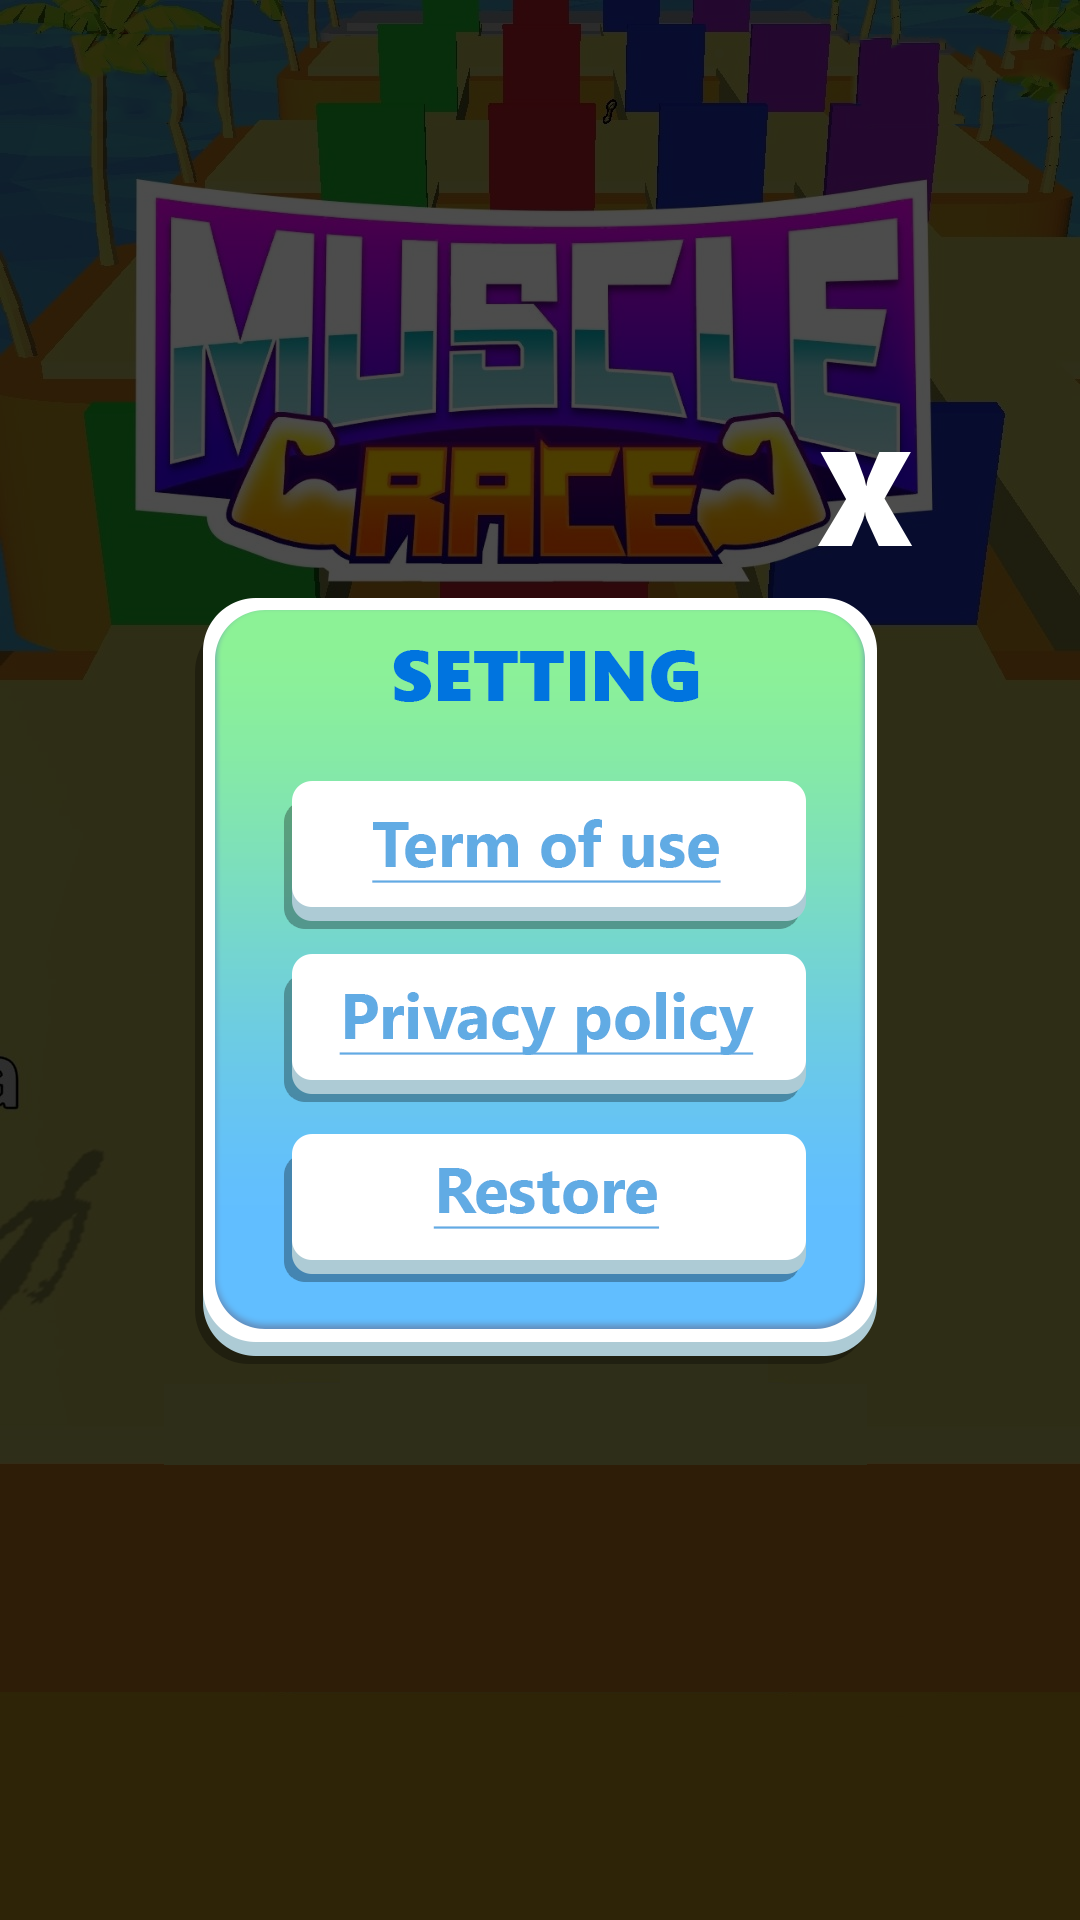 MUSCLE
RACE
X
SETTING
Term of use
Privacy policy
Restore